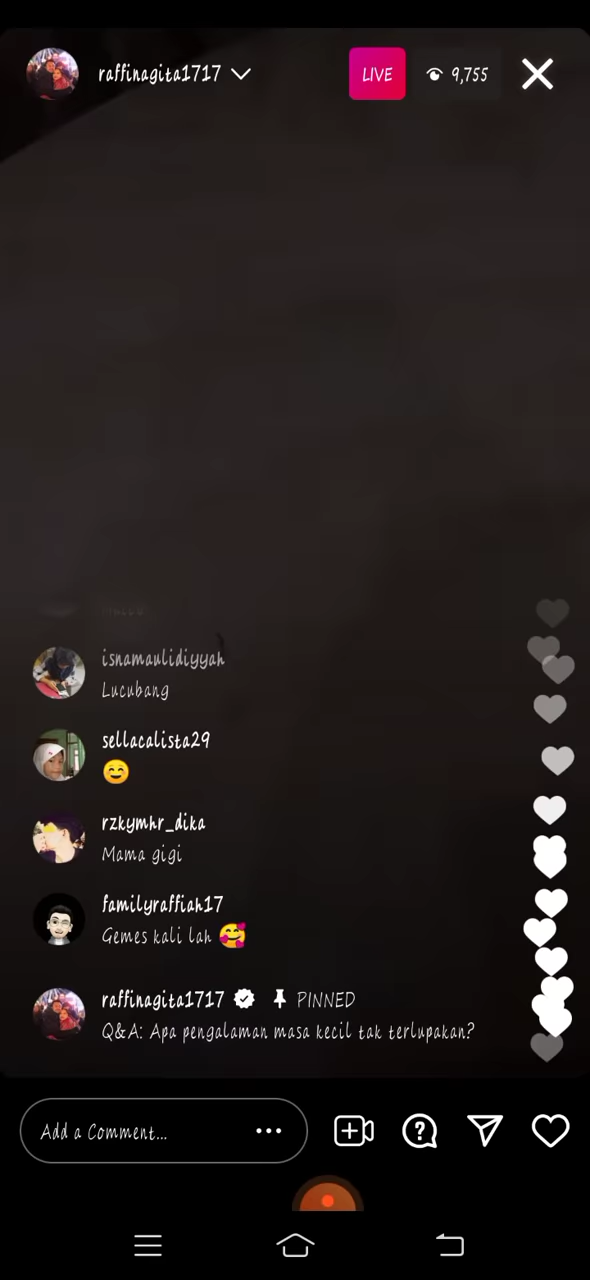 raffinagita1717
LIVE
9,755
isnamaulidiyyah
Lucubang
sellacalista29
😊
rzkymhr_dika
Mama gigi
familyraffiah17
Gemes kali lah 🥰
raffinagita1717 PINNED
Q&A: Apa pengalaman masa kecil tak terlupakan?
Add a Comment...